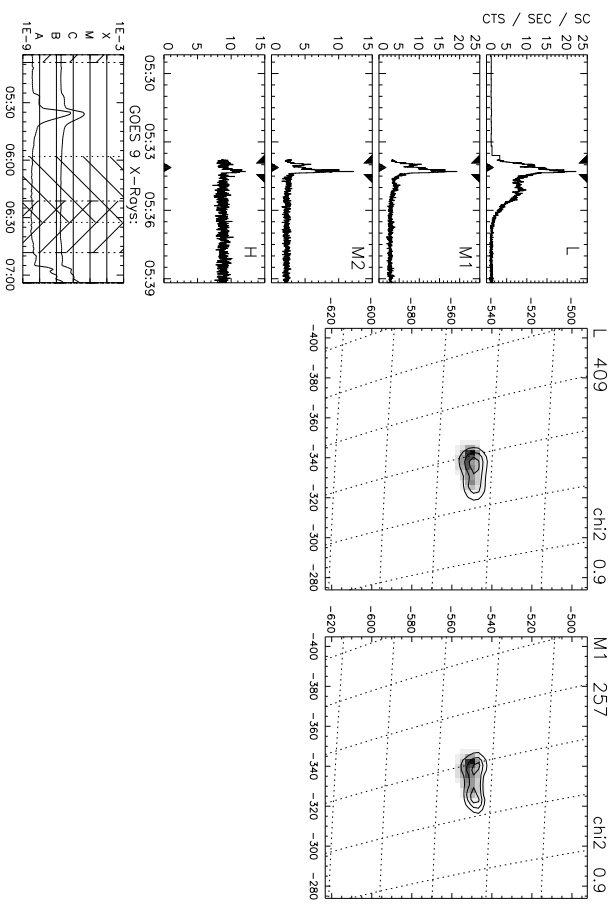 CTS / SEC / SC
L
0 5 10 15 20 25
M1
0 5 10 15 20 25
M2
0 5 10 15
H
0 5 10 15
05:30 05:33 05:36 05:39
GOES 9 X-Rays:
1E-3
X
M
C
B
A
1E-9
05:30 06:00 06:30 07:00
L 409 chi2 0.9
-500
-520
-540
-560
-580
-600
-620
-400 -380 -360 -340 -320 -300 -280
M1 257 chi2 0.9
-500
-520
-540
-560
-580
-600
-620
-400 -380 -360 -340 -320 -300 -280